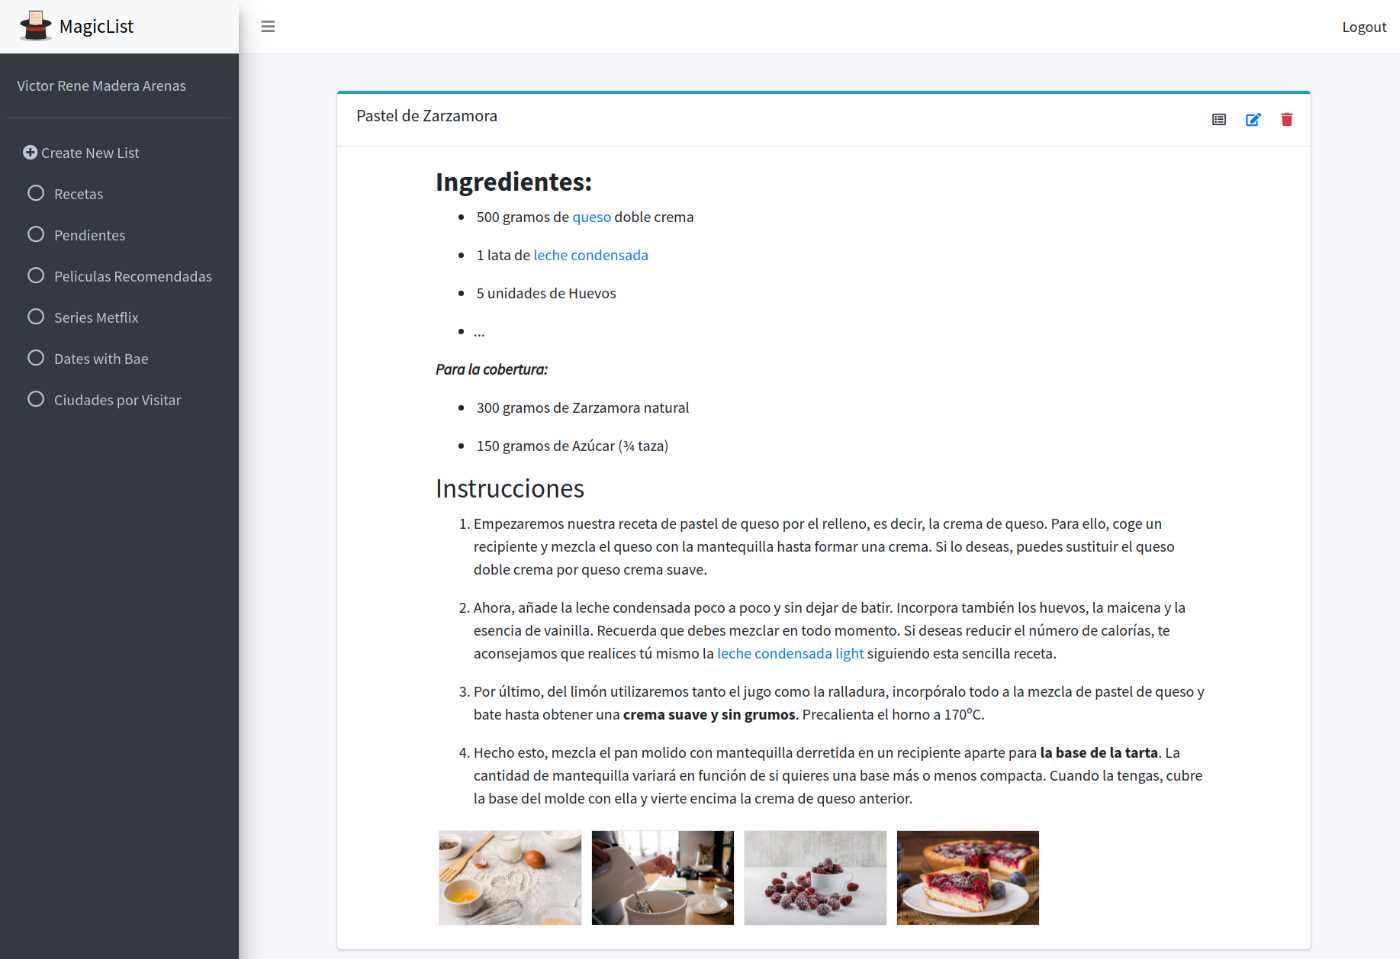 MagicList
Logout
Victor Rene Madera Arenas
Create New List
Recetas
Pendientes
Peliculas Recomendadas
Series Metflix
Dates with Bae
Ciudades por Visitar
Pastel de Zarzamora
Ingredientes:
• 500 gramos de queso doble crema
• 1 lata de leche condensada
• 5 unidades de Huevos
• ...
Para la cobertura:
• 300 gramos de Zarzamora natural
• 150 gramos de Azúcar (¾ taza)
Instrucciones
1. Empezaremos nuestra receta de pastel de queso por el relleno, es decir, la crema de queso. Para ello, coge un
recipiente y mezcla el queso con la mantequilla hasta formar una crema. Si lo deseas, puedes sustituir el queso
doble crema por queso crema suave.
2. Ahora, añade la leche condensada poco a poco y sin dejar de batir. Incorpora también los huevos, la maicena y la
esencia de vainilla. Recuerda que debes mezclar en todo momento. Si deseas reducir el número de calorías, te
aconsejamos que realices tú mismo la leche condensada light siguiendo esta sencilla receta.
3. Por último, del limón utilizaremos tanto el jugo como la ralladura, incorpóralo todo a la mezcla de pastel de queso y
bate hasta obtener una crema suave y sin grumos. Precalienta el horno a 170ºC.
4. Hecho esto, mezcla el pan molido con mantequilla derretida en un recipiente aparte para la base de la tarta. La
cantidad de mantequilla variará en función de si quieres una base más o menos compacta. Cuando la tengas, cubre
la base del molde con ella y vierte encima la crema de queso anterior.